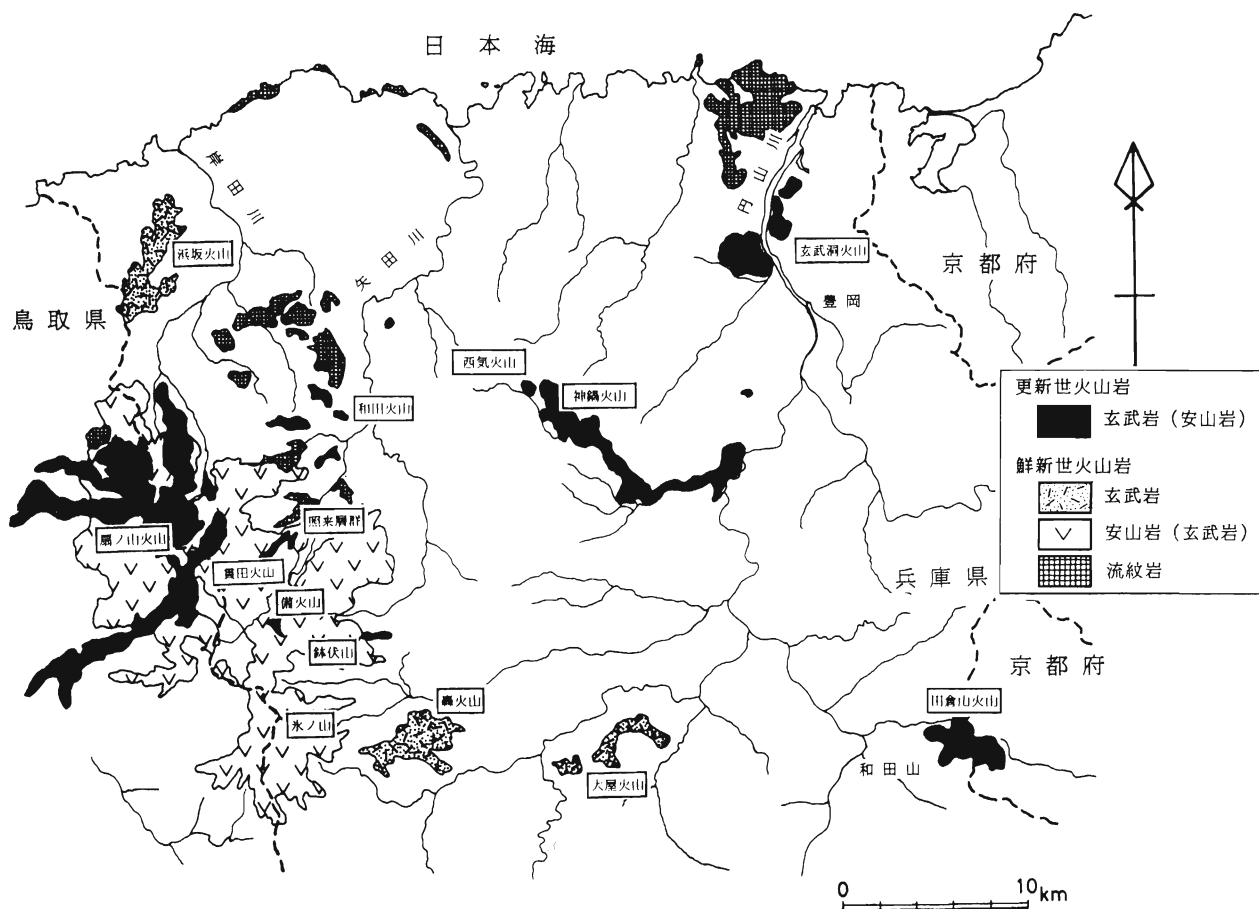 日本海
岸田川
矢田川
円山川
浜坂火山
玄武洞火山
京都府
鳥取県
豊岡
西気火山
神鍋火山
和田火山
更新世火山岩
玄武岩（安山岩）
鮮新世火山岩
玄武岩
安山岩（玄武岩）
流紋岩
照来層群
扇ノ山火山
貫田火山
兵庫県
鉢伏山
京都府
轟火山
田倉山火山
氷ノ山
大屋火山
和田山
0 10km